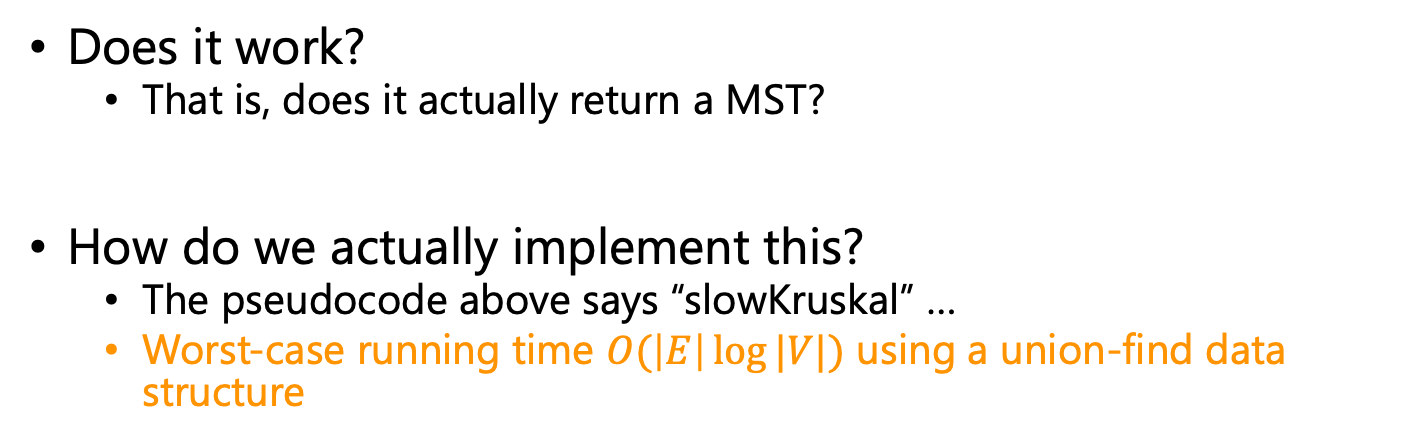 • Does it work?
• That is, does it actually return a MST?
• How do we actually implement this?
• The pseudocode above says “slowKruskal” …
• Worst-case running time O(|E| log |V|) using a union-find data
structure